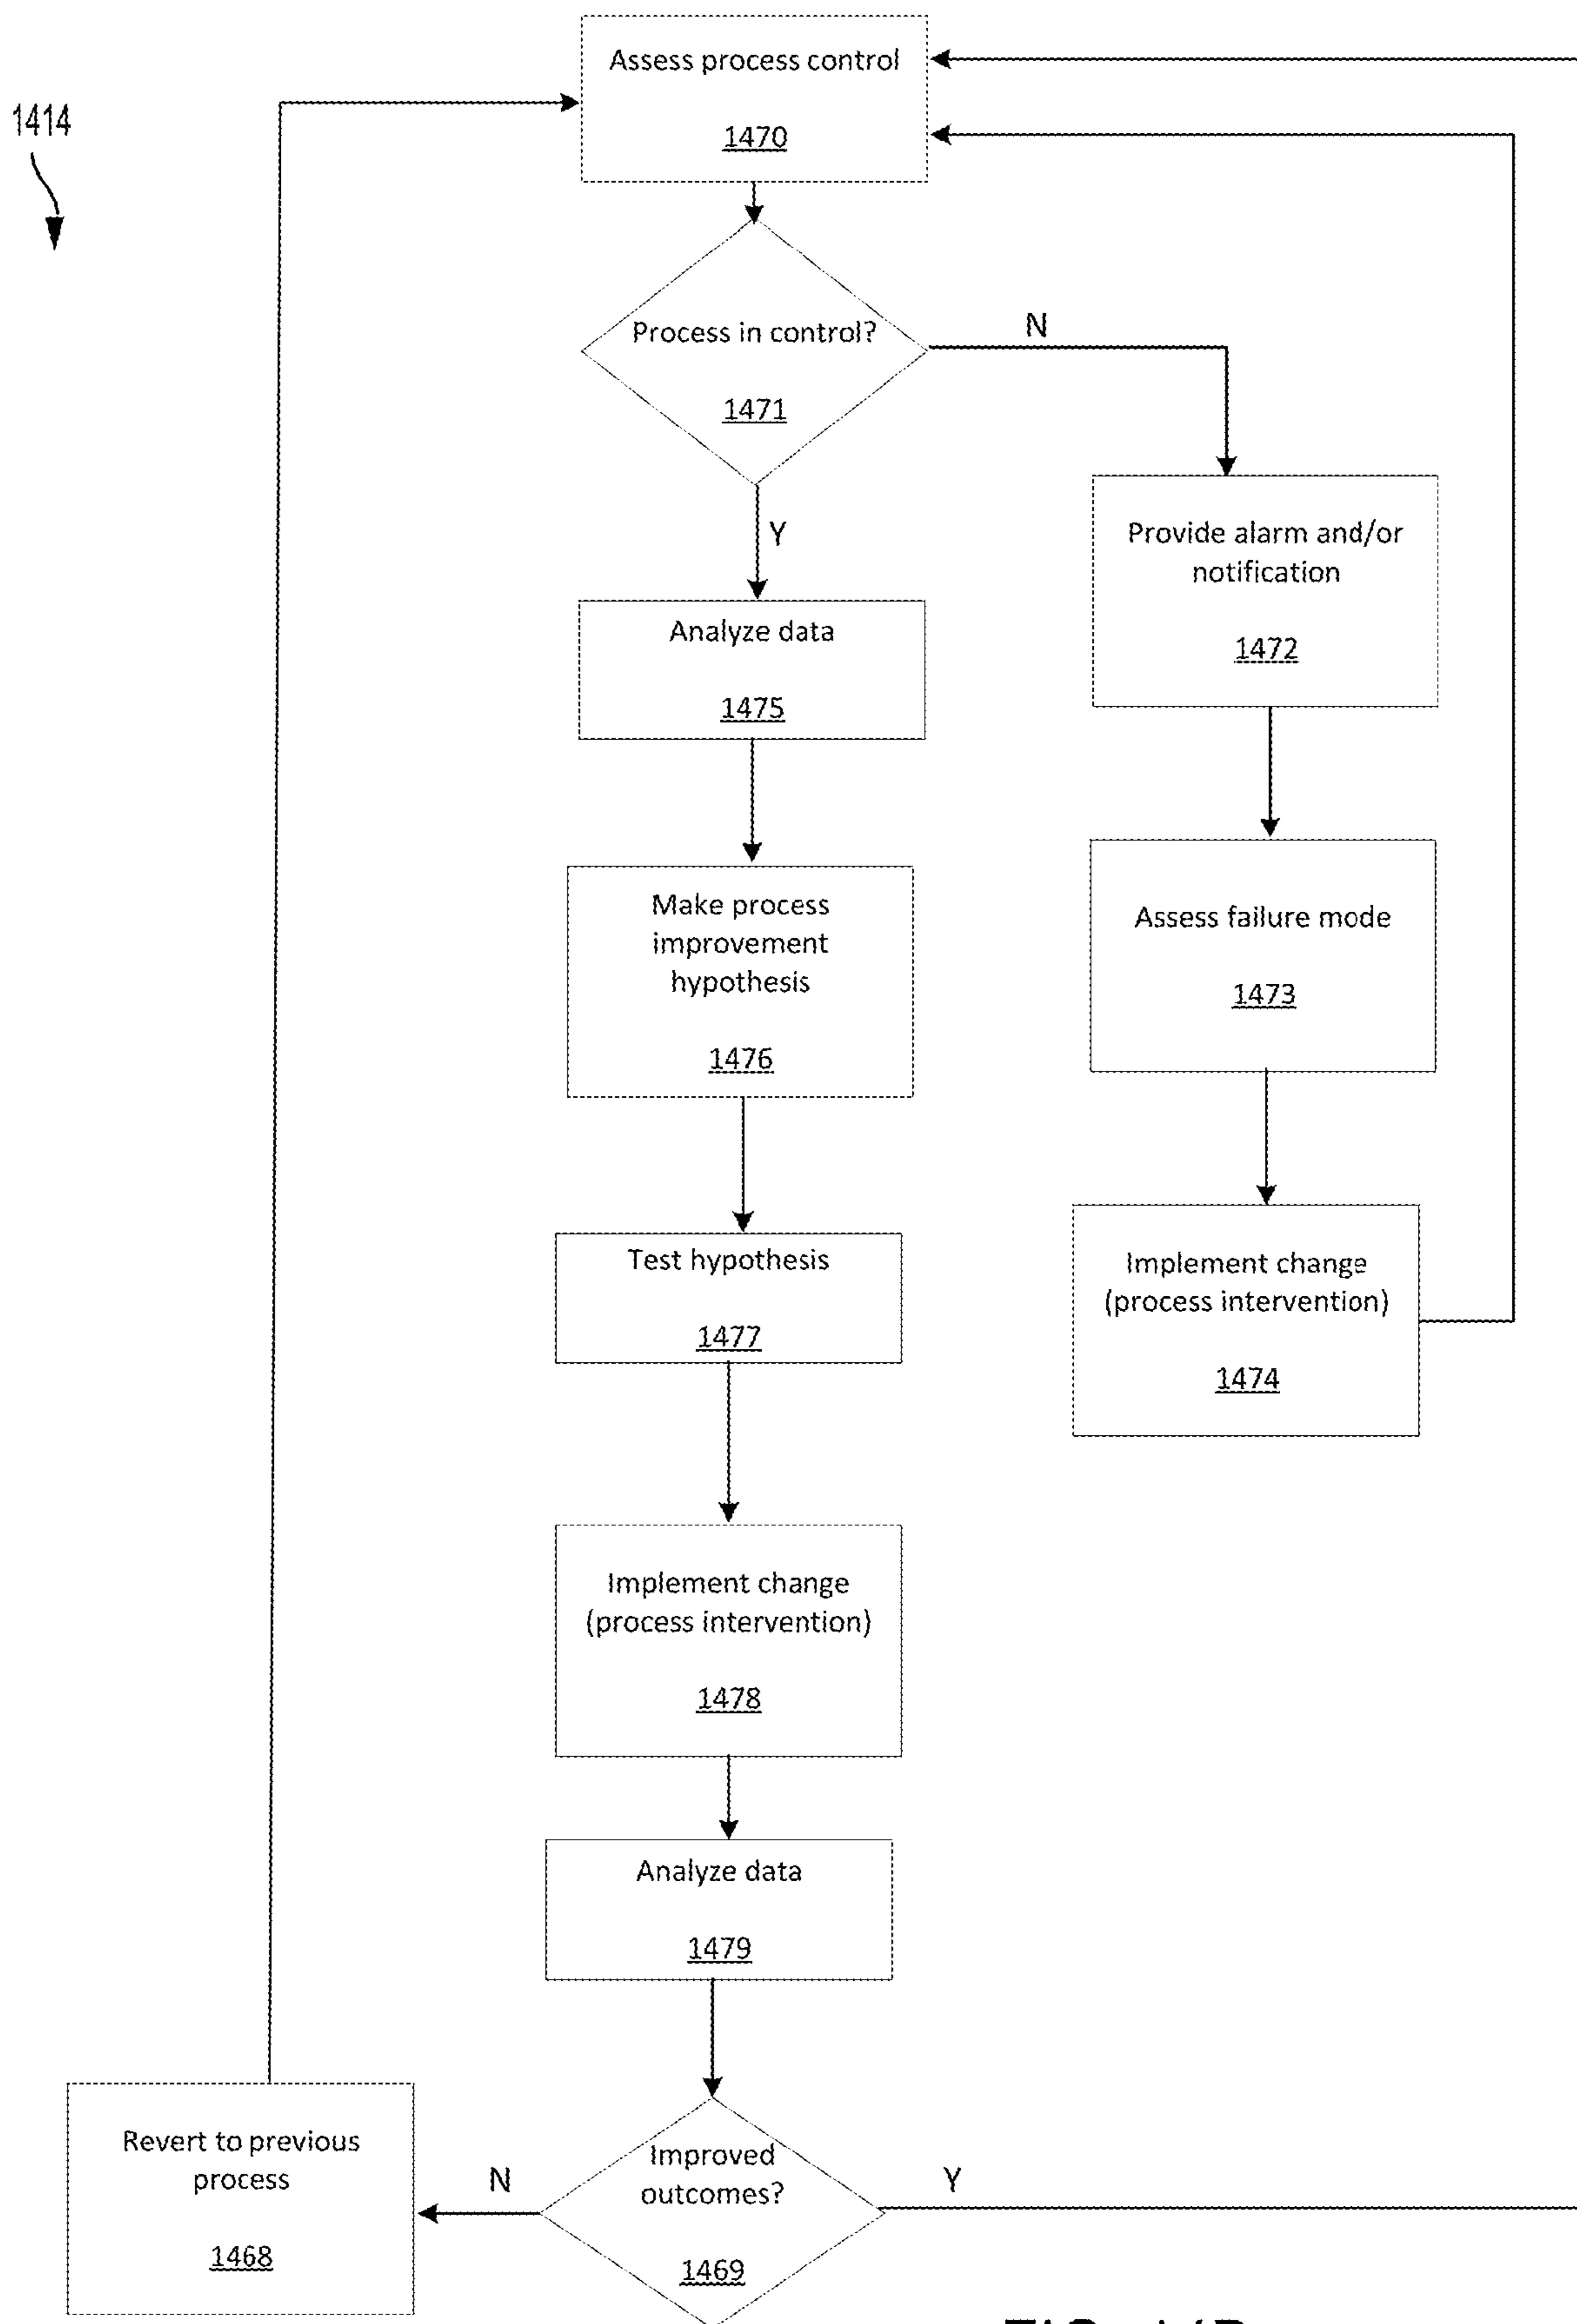 1414
Assess process control
1470
Process in control?
1471
N
Y
Provide alarm and/or
notification
1472
Analyze data
1475
Make process
improvement
hypothesis
1476
Assess failure mode
1473
Test hypothesis
1477
Implement change
(process intervention)
1474
Implement change
(process intervention)
1478
Analyze data
1479
Improved
outcomes?
1469
N
Y
Revert to previous
process
1468